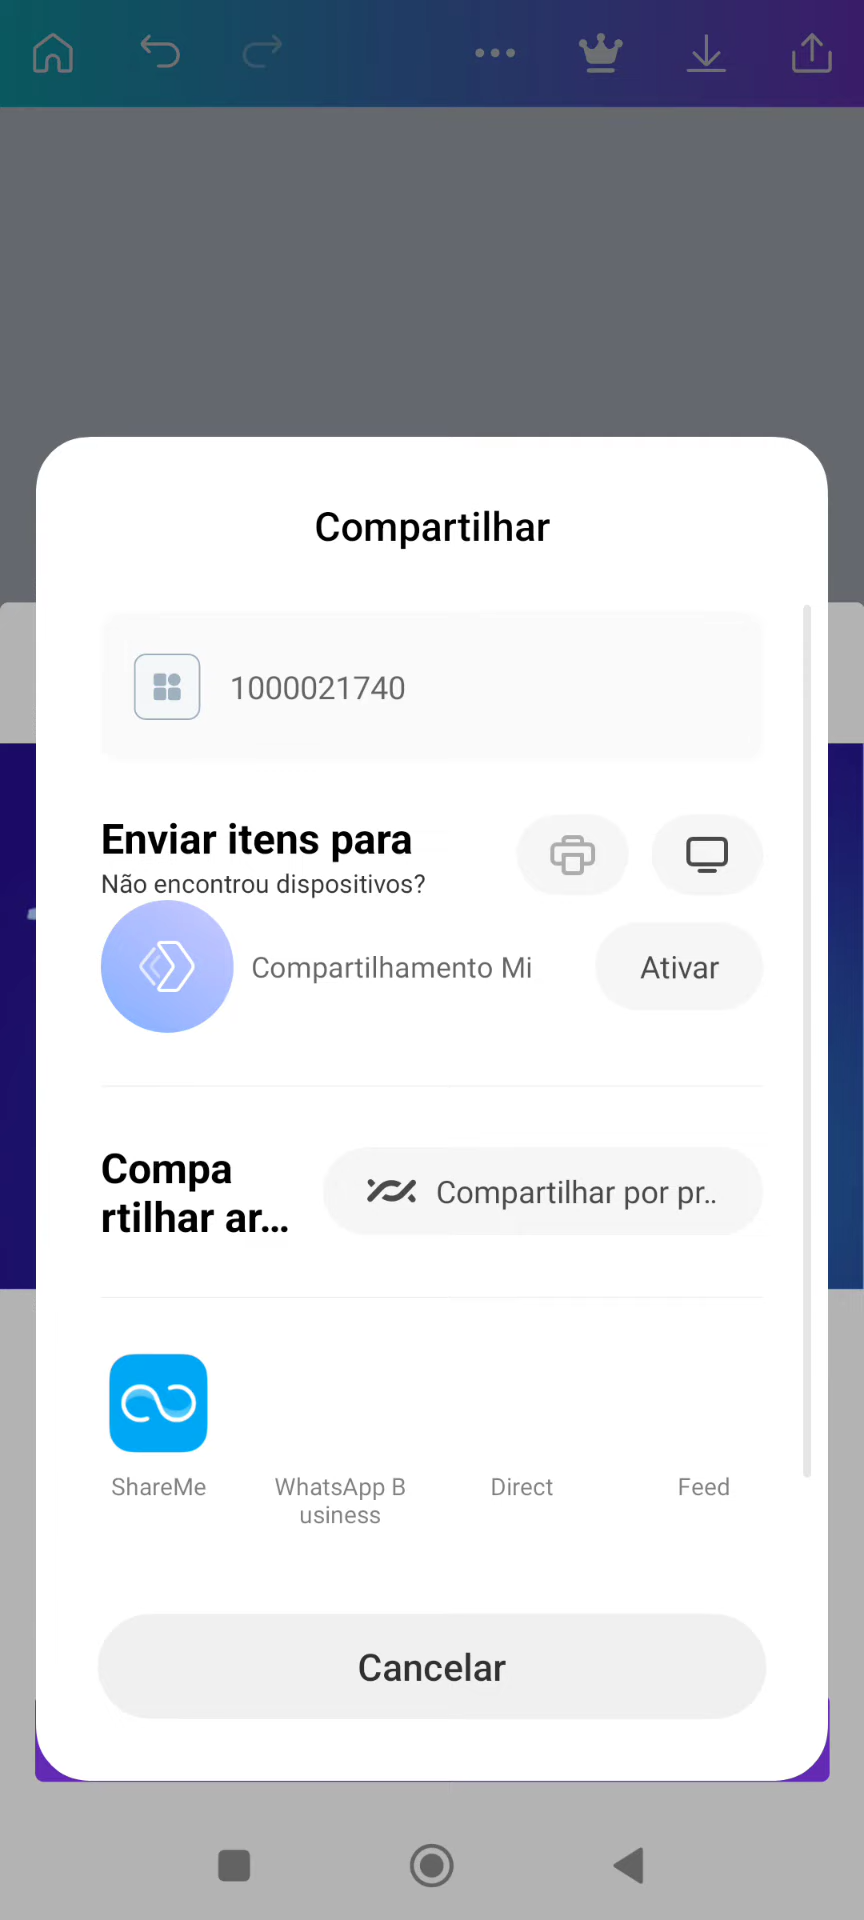 Compartilhar
1000021740
Enviar itens para
Não encontrou dispositivos?
Compartilhamento Mi
Ativar
Compa
rtilhar ar...
Compartilhar por pr..
ShareMe
WhatsApp B
usiness
Direct
Feed
Cancelar